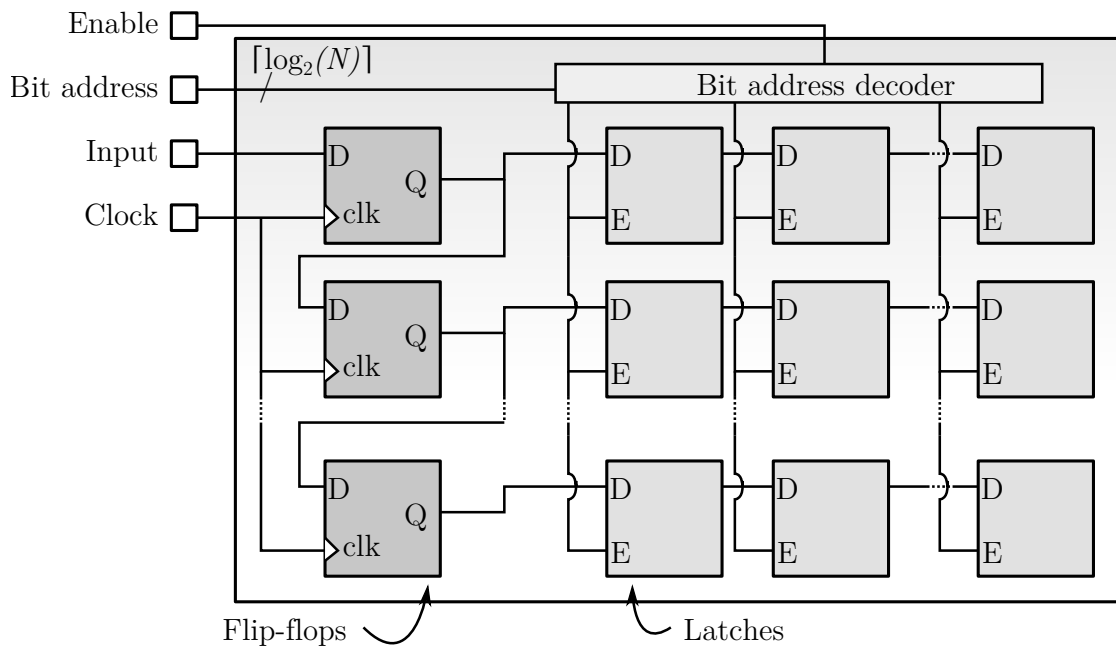 Enable
⌈log₂(N)⌉
Bit address
Bit address decoder
Input
D
D
D
D
Q
Clock
clk
E
E
E
D
D
D
D
Q
clk
E
E
E
D
D
D
D
Q
clk
E
E
E
Flip-flops
Latches